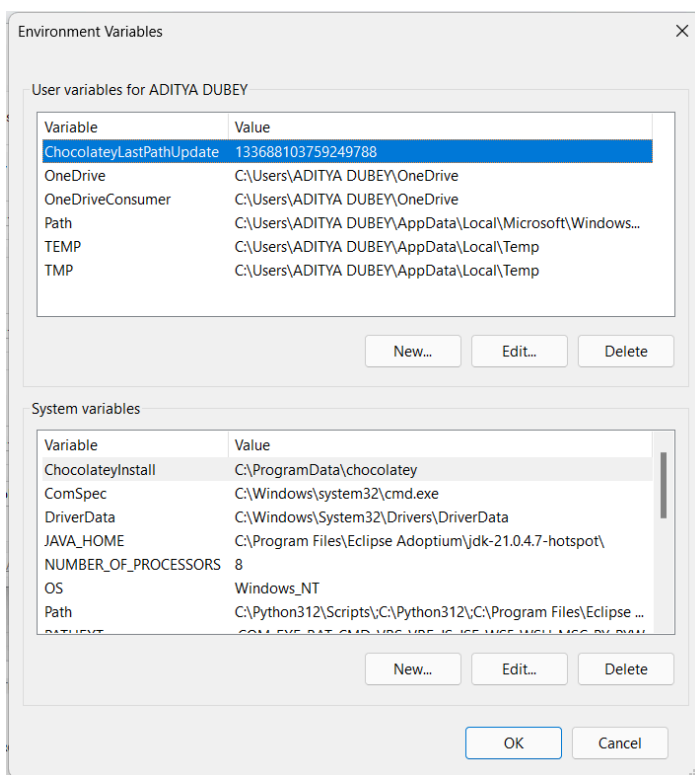 Environment Variables
User variables for ADITYA DUBEY
Variable Value
ChocolateyLastPathUpdate 133688103759249788
OneDrive C:\Users\ADITYA DUBEY\OneDrive
OneDriveConsumer C:\Users\ADITYA DUBEY\OneDrive
Path C:\Users\ADITYA DUBEY\AppData\Local\Microsoft\Windows...
TEMP C:\Users\ADITYA DUBEY\AppData\Local\Temp
TMP C:\Users\ADITYA DUBEY\AppData\Local\Temp
New... Edit... Delete
System variables
Variable Value
ChocolateyInstall C:\ProgramData\chocolatey
ComSpec C:\Windows\system32\cmd.exe
DriverData C:\Windows\System32\Drivers\DriverData
JAVA_HOME C:\Program Files\Eclipse Adoptium\jdk-21.0.4.7-hotspot\
NUMBER_OF_PROCESSORS 8
OS Windows_NT
Path C:\Python312\Scripts\;C:\Python312\;C:\Program Files\Eclipse ...
New... Edit... Delete
OK Cancel